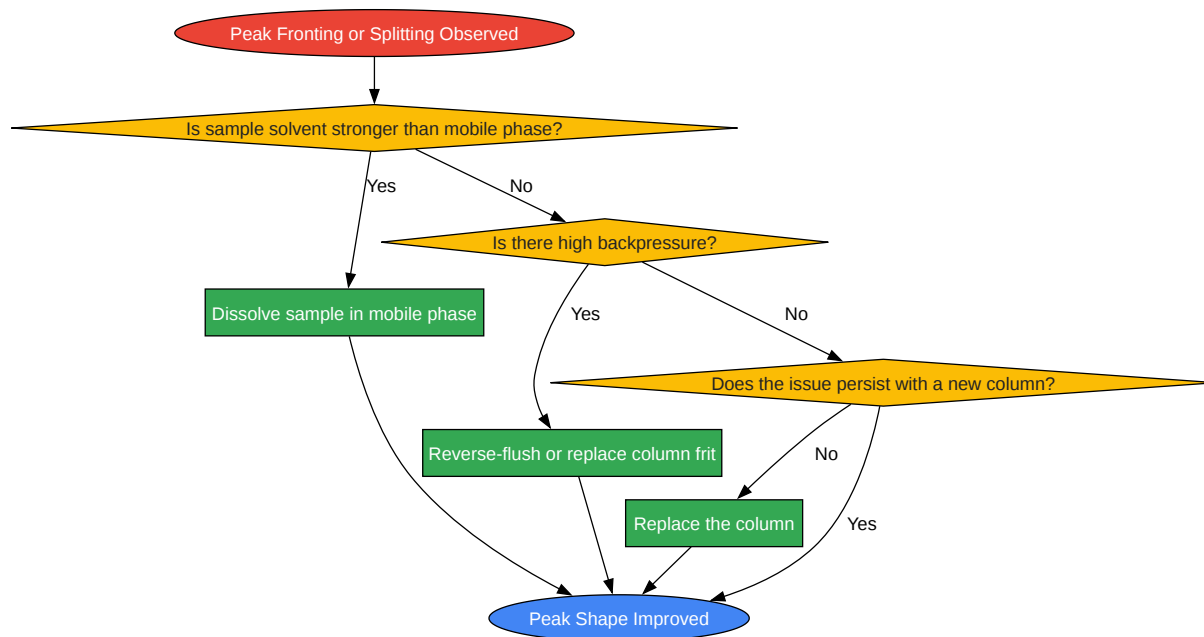 Peak Fronting or Splitting Observed
Is sample solvent stronger than mobile phase?
Yes
No
Is there high backpressure?
Dissolve sample in mobile phase
Yes
No
Does the issue persist with a new column?
Reverse-flush or replace column frit
No
Replace the column
Yes
Peak Shape Improved